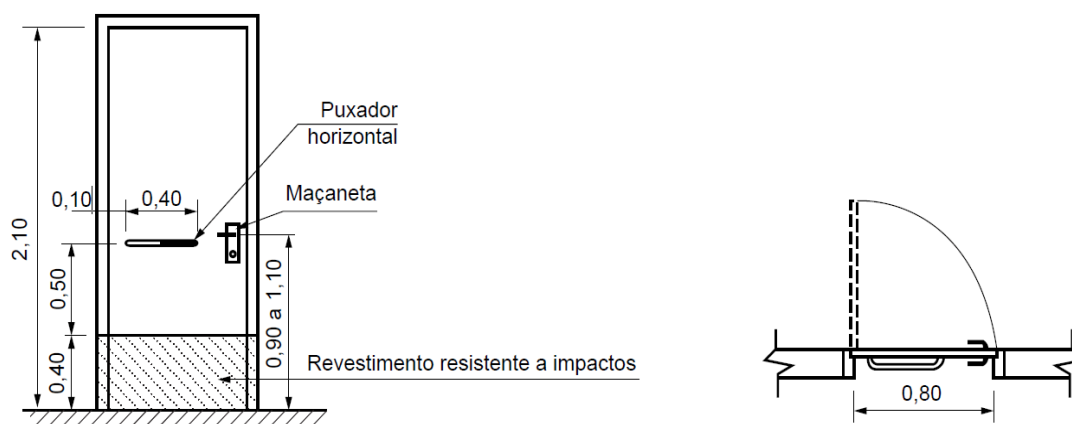 Puxador
horizontal
Maçaneta
0,10
0,40
2,10
0,50
0,90 a 1,10
0,40
Revestimento resistente a impactos
0,80